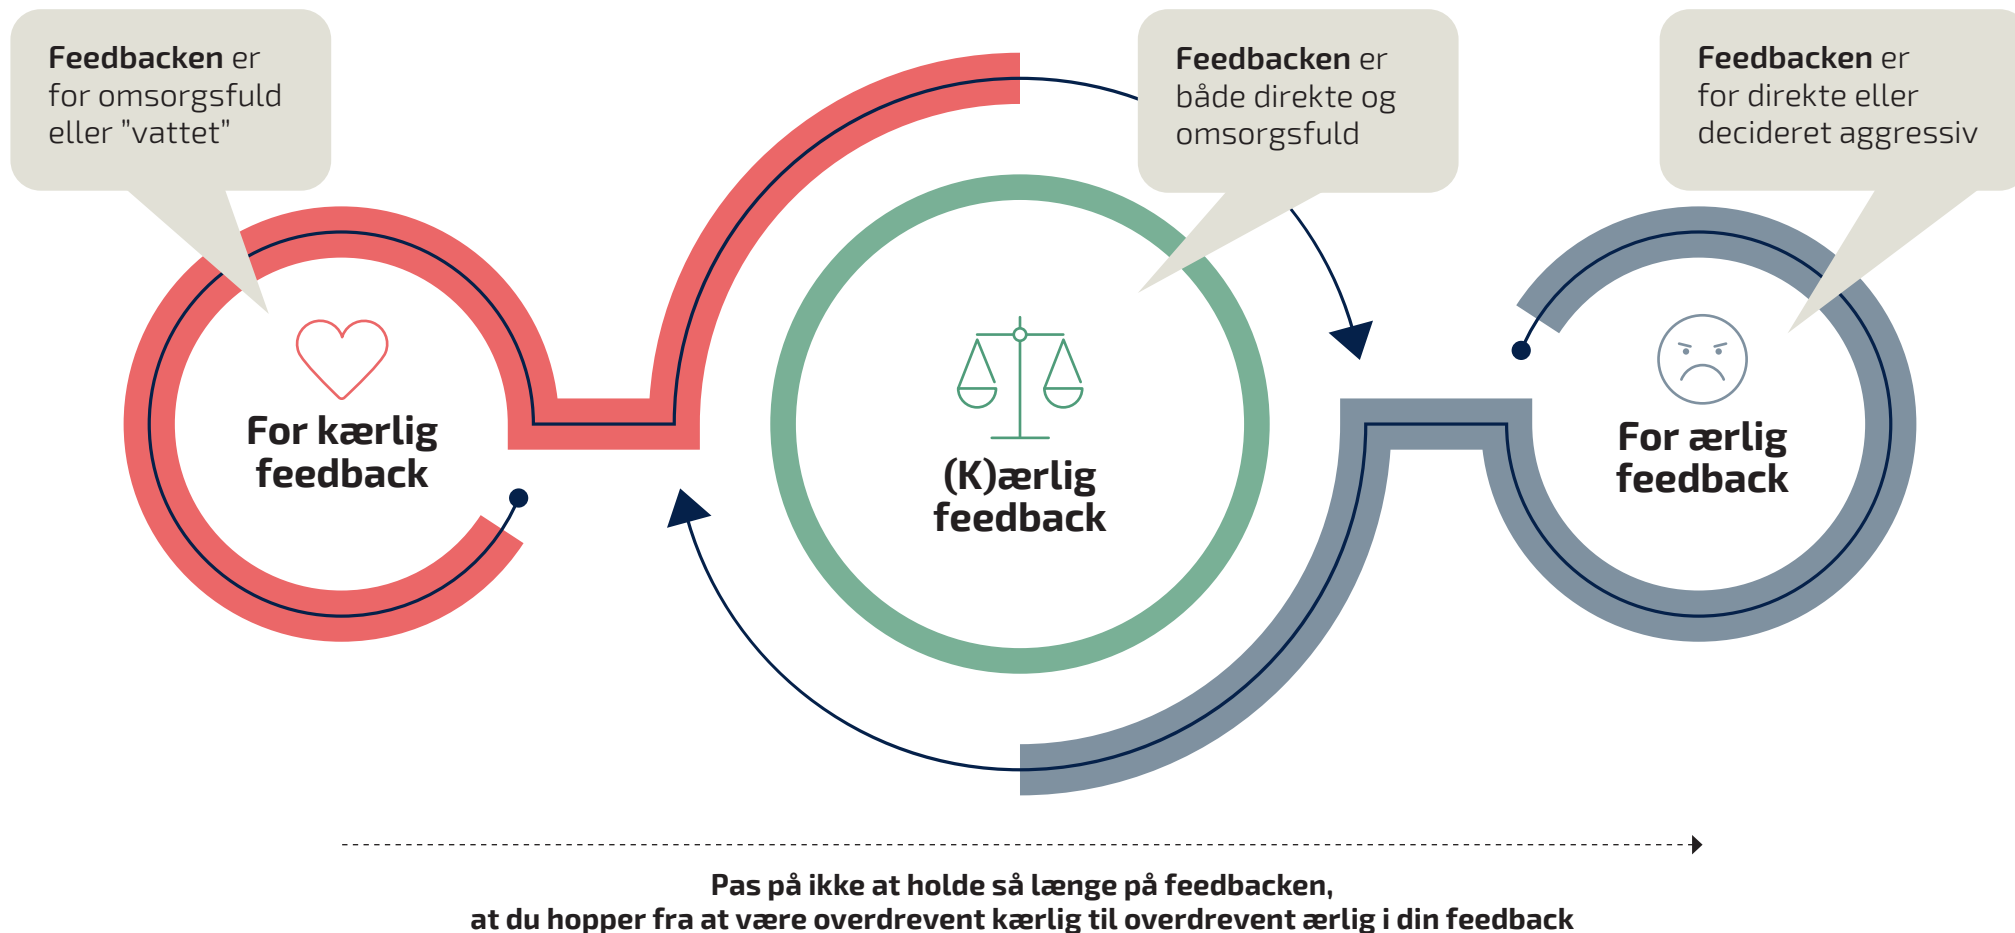 Feedbacken er
for omsorgsfuld
eller ”vattet”
Feedbacken er
både direkte og
omsorgsfuld
Feedbacken er
for direkte eller
decideret aggressiv
For kærlig
feedback
(K)ærlig
feedback
For ærlig
feedback
Pas på ikke at holde så længe på feedbacken,
at du hopper fra at være overdrevent kærlig til overdrevent ærlig i din feedback